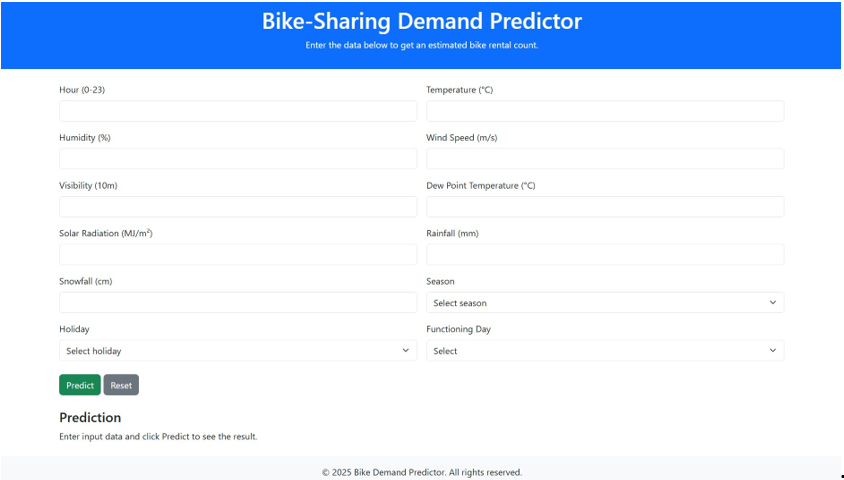 Bike-Sharing Demand Predictor
Enter the data below to get an estimated bike rental count.
Hour (0-23)
Temperature (°C)
Humidity (%)
Wind Speed (m/s)
Visibility (10m)
Dew Point Temperature (°C)
Solar Radiation (MJ/m²)
Rainfall (mm)
Snowfall (cm)
Season
Select season
Holiday
Functioning Day
Select holiday
Select
Predict Reset
Prediction
Enter input data and click Predict to see the result.
© 2025 Bike Demand Predictor. All rights reserved.
.